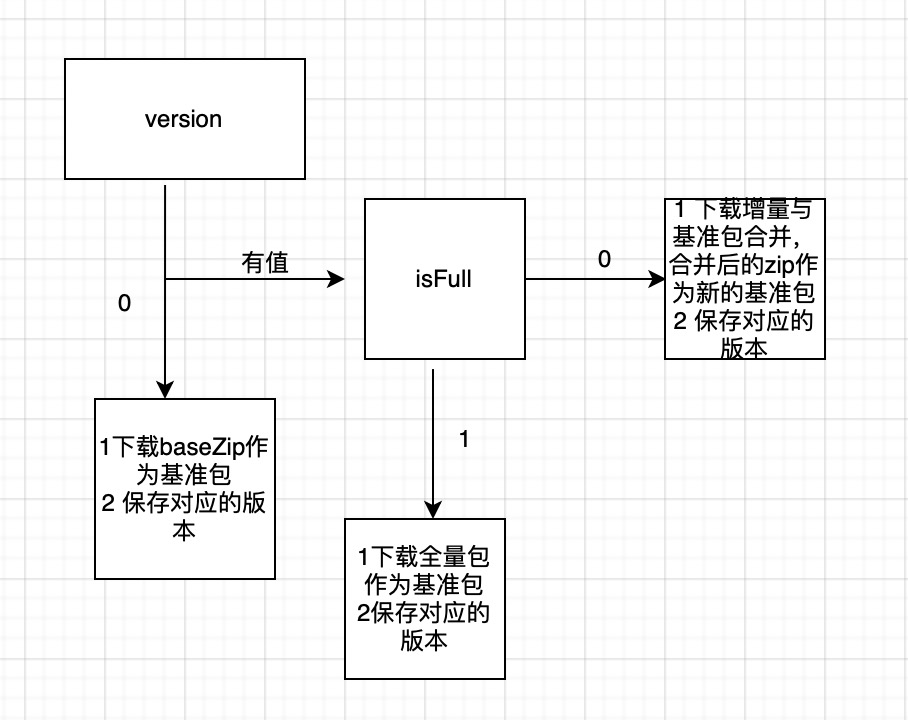 version
有值
0
isFull
0
1 下载增量与
基准包合并，
合并后的zip作
为新的基准包
2 保存对应的
版本
1下载baseZip作
为基准包
2 保存对应的版
本
1
1下载全量包
作为基准包
2保存对应的
版本